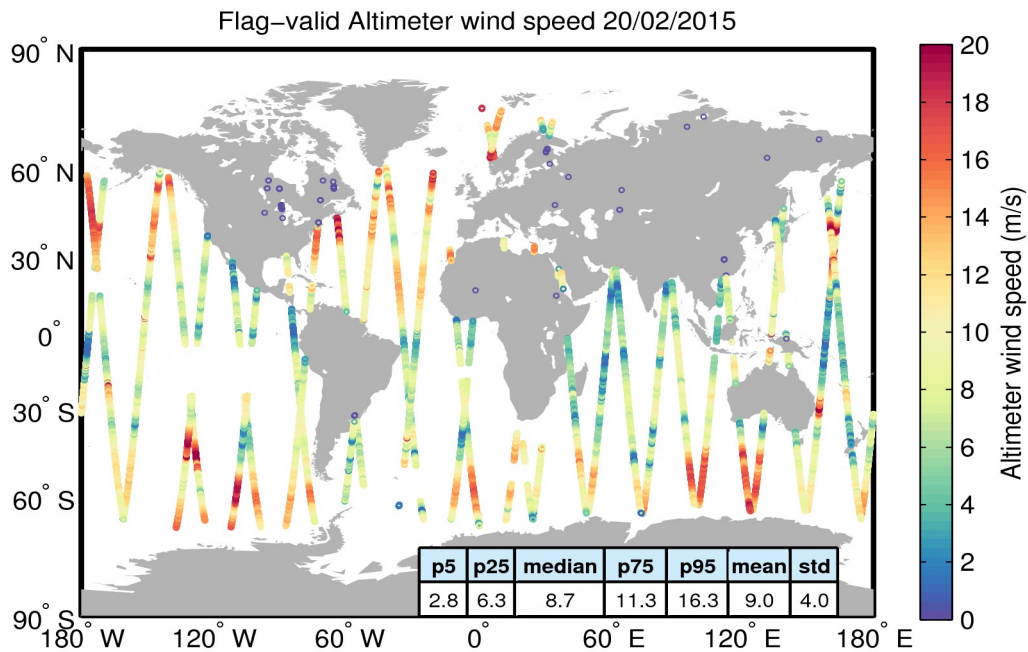 Flag−valid Altimeter wind speed 20/02/2015
90° N
60° N
30° N
0°
30° S
60° S
90° S
180° W
120° W
60° W
0°
60° E
120° E
180° E
p5 p25 median p75 p95 mean std
2.8 6.3 8.7 11.3 16.3 9.0 4.0
20
18
16
14
12
10
8
6
4
2
0
Altimeter wind speed (m/s)